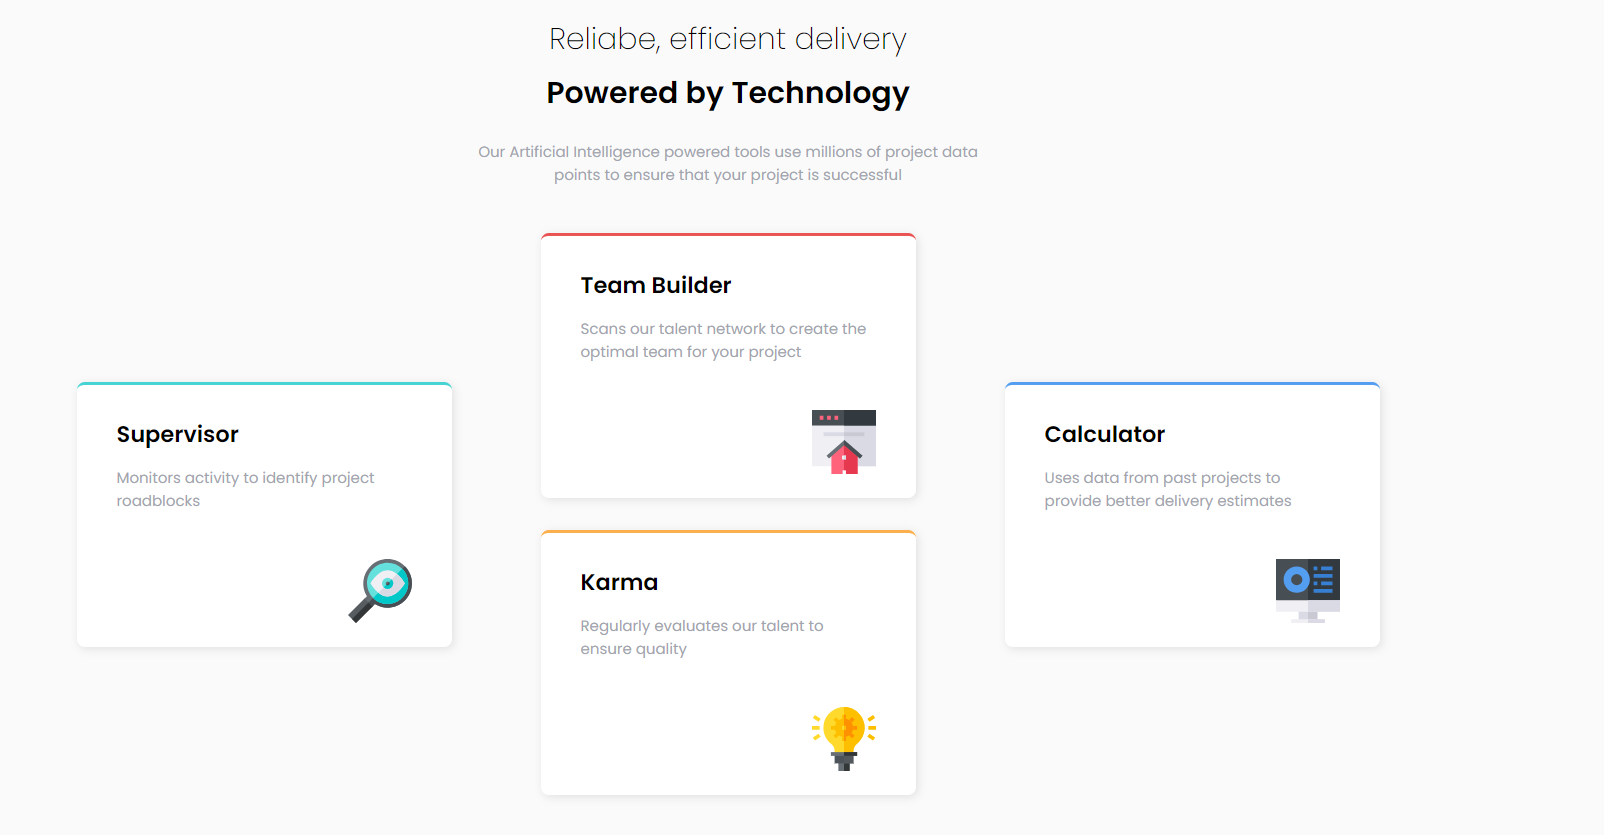 Reliabe, efficient delivery
Powered by Technology
Our Artificial Intelligence powered tools use millions of project data
points to ensure that your project is successful
Team Builder
Scans our talent network to create the
optimal team for your project
Supervisor
Monitors activity to identify project
roadblocks
Calculator
Uses data from past projects to
provide better delivery estimates
Karma
Regularly evaluates our talent to
ensure quality